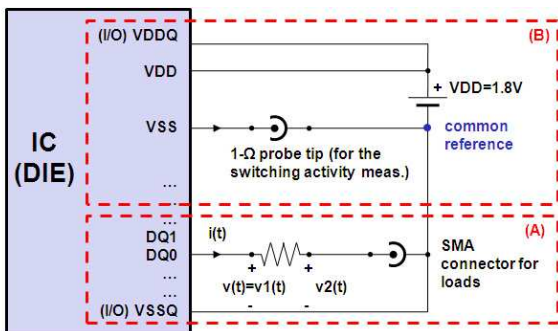 (I/O) VDDQ
(B)
VDD
+ VDD=1.8V
VSS
common
reference
IC
(DIE)
1-Ω probe tip (for the
switching activity meas.)
...
...
...
(A)
DQ1
i(t)
DQ0
SMA
connector for
loads
...
+
+
v(t)=v1(t)
v2(t)
...
-
-
(I/O) VSSQ